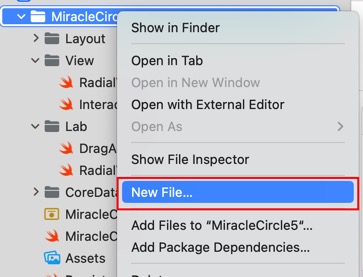 MiracleCircle
Show in Finder
Layout
View
Open in Tab
Radial
Open in New Window
Interac
Open with External Editor
Lab
Open As
DragA
Show File Inspector
Radial
CoreData
New File...
MiracleC
MiracleC
Add Files to “MiracleCircle5”...
Assets
Add Package Dependencies...